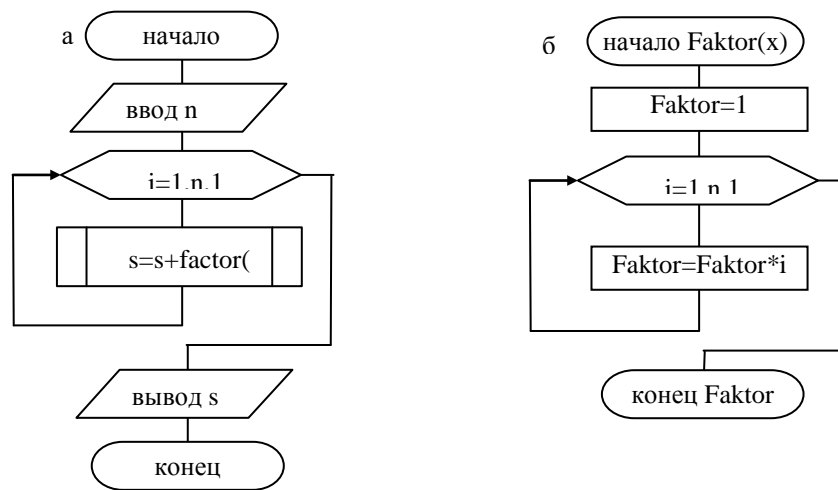 а
начало
ввод n
i=1,n,1
s=s+factor(
вывод s
конец
б
начало Faktor(x)
Faktor=1
i=1,n,1
Faktor=Faktor*i
конец Faktor